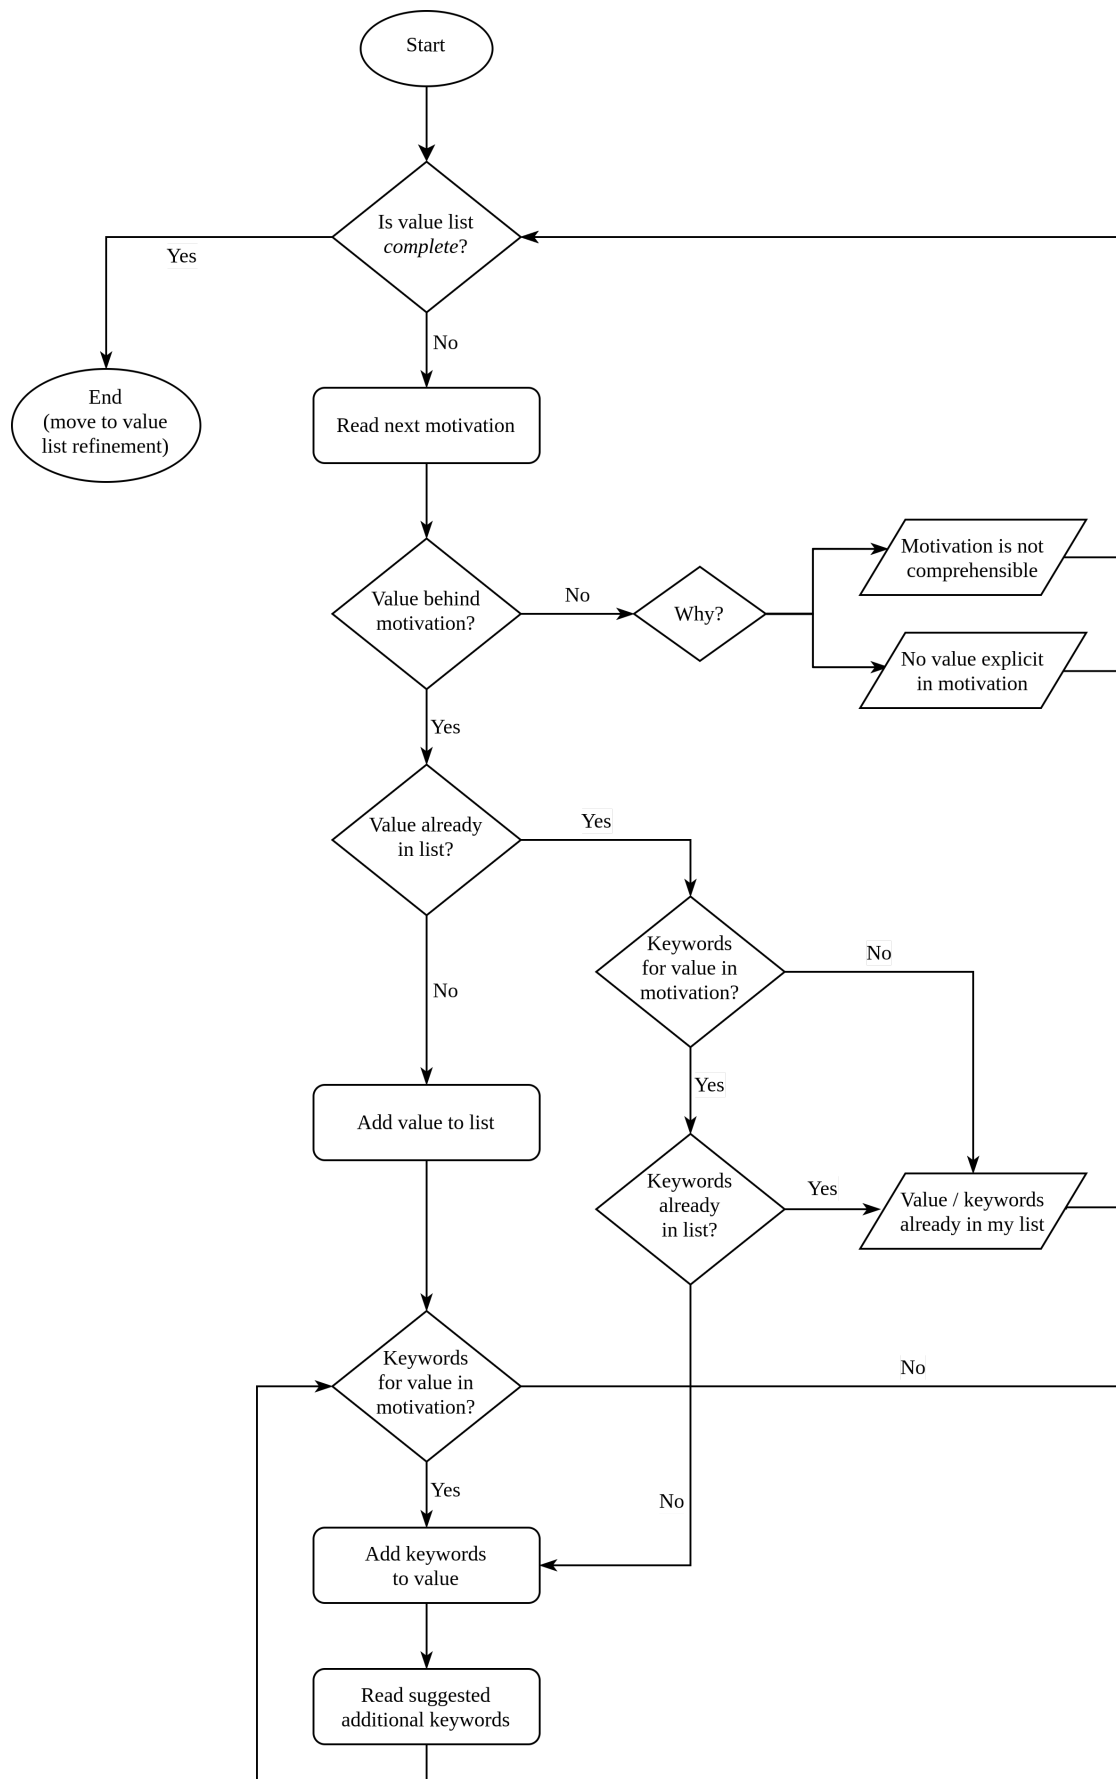 Start
Is value list
complete?
Yes
No
End
(move to value
list refinement)
Read next motivation
Motivation is not
comprehensible
Value behind
motivation?
No
Why?
No value explicit
in motivation
Yes
Value already
in list?
Yes
Keywords
for value in
motivation?
No
No
Yes
Add value to list
Keywords
already
in list?
Yes
Value / keywords
already in my list
Keywords
for value in
motivation?
No
Yes
No
Add keywords
to value
Read suggested
additional keywords